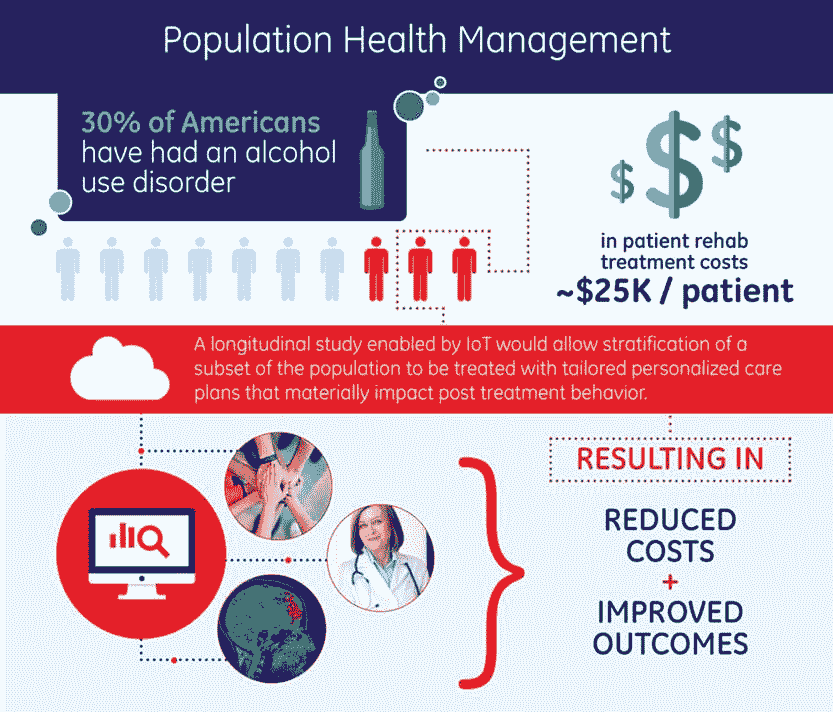 Population Health Management
30% of Americans
have had an alcohol
use disorder
$ $ $
in patient rehab
treatment costs
~$25K / patient
A longitudinal study enabled by IoT would allow stratification of a
subset of the population to be treated with tailored personalized care
plans that materially impact post treatment behavior.
RESULTING IN
REDUCED
COSTS
+
IMPROVED
OUTCOMES